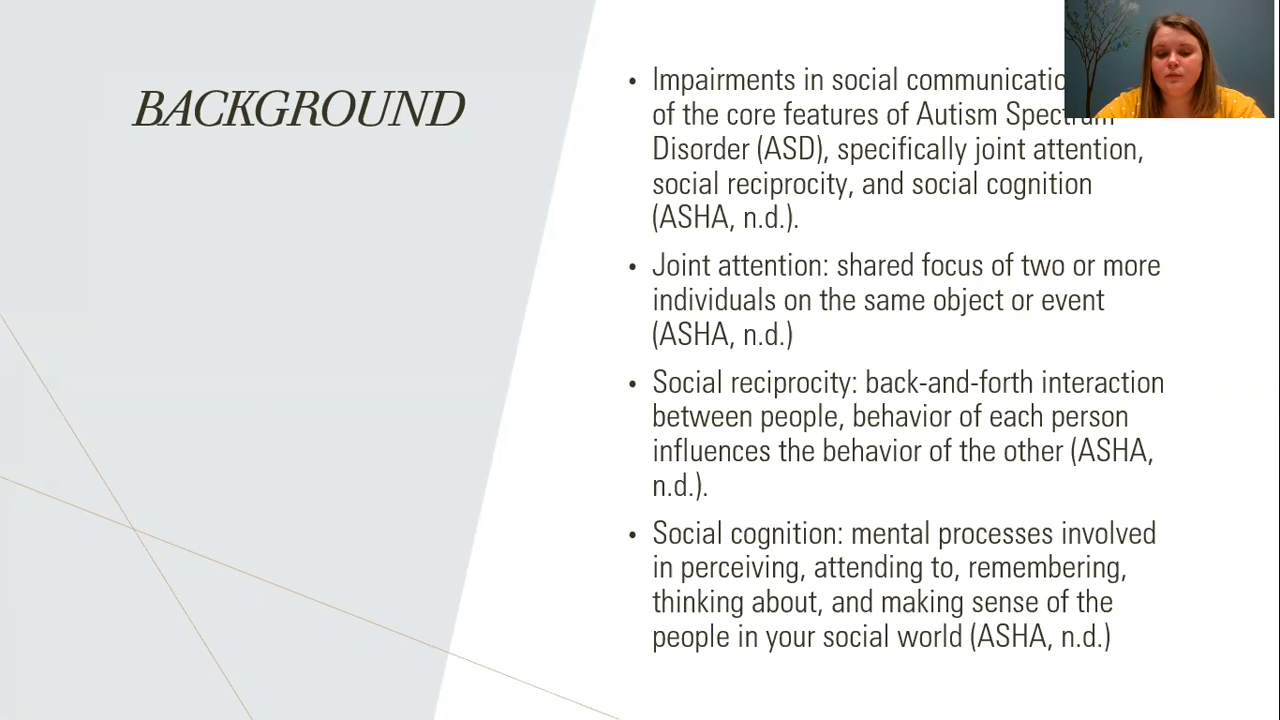 BACKGROUND
• Impairments in social
of the core features of Autism Spectrum
Disorder (ASD), specifically joint attention,
social reciprocity, and social cognition
(ASHA, n.d.).
• Joint attention: shared focus of two or more
individuals on the same object or event
(ASHA, n.d.)
• Social reciprocity: back-and-forth interaction
between people, behavior of each person
influences the behavior of the other (ASHA,
n.d.).
• Social cognition: mental processes involved
in perceiving, attending to, remembering,
thinking about, and making sense of the
people in your social world (ASHA, n.d.)